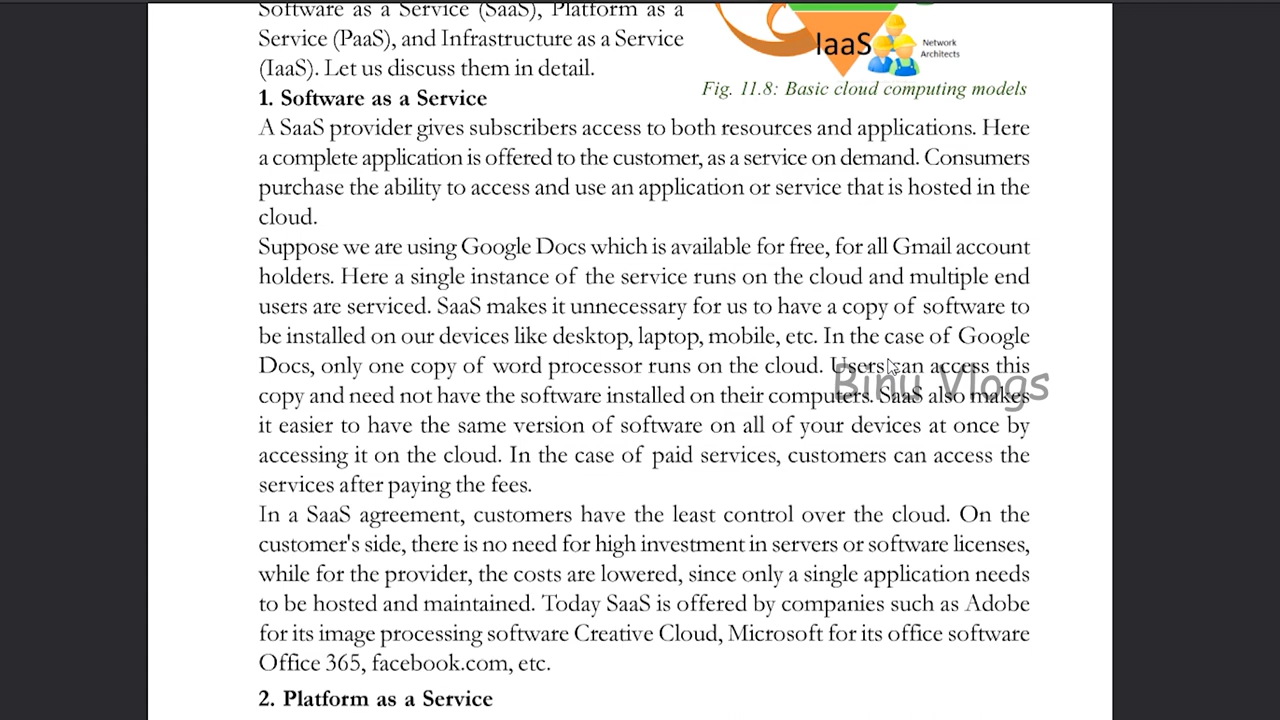 Software as a Service (SaaS), Platform as a
Service (PaaS), and Infrastructure as a Service
(IaaS). Let us discuss them in detail.
IaaS
Network
Architects
Fig. 11.8: Basic cloud computing models
1. Software as a Service
A SaaS provider gives subscribers access to both resources and applications. Here
a complete application is offered to the customer, as a service on demand. Consumers
purchase the ability to access and use an application or service that is hosted in the
cloud.
Suppose we are using Google Docs which is available for free, for all Gmail account
holders. Here a single instance of the service runs on the cloud and multiple end
users are serviced. SaaS makes it unnecessary for us to have a copy of software to
be installed on our devices like desktop, laptop, mobile, etc. In the case of Google
Docs, only one copy of word processor runs on the cloud. Users can access this
Binu Vlogs
copy and need not have the software installed on their computers. SaaS also makes
it easier to have the same version of software on all of your devices at once by
accessing it on the cloud. In the case of paid services, customers can access the
services after paying the fees.
In a SaaS agreement, customers have the least control over the cloud. On the
customer's side, there is no need for high investment in servers or software licenses,
while for the provider, the costs are lowered, since only a single application needs
to be hosted and maintained. Today SaaS is offered by companies such as Adobe
for its image processing software Creative Cloud, Microsoft for its office software
Office 365, facebook.com, etc.
2. Platform as a Service